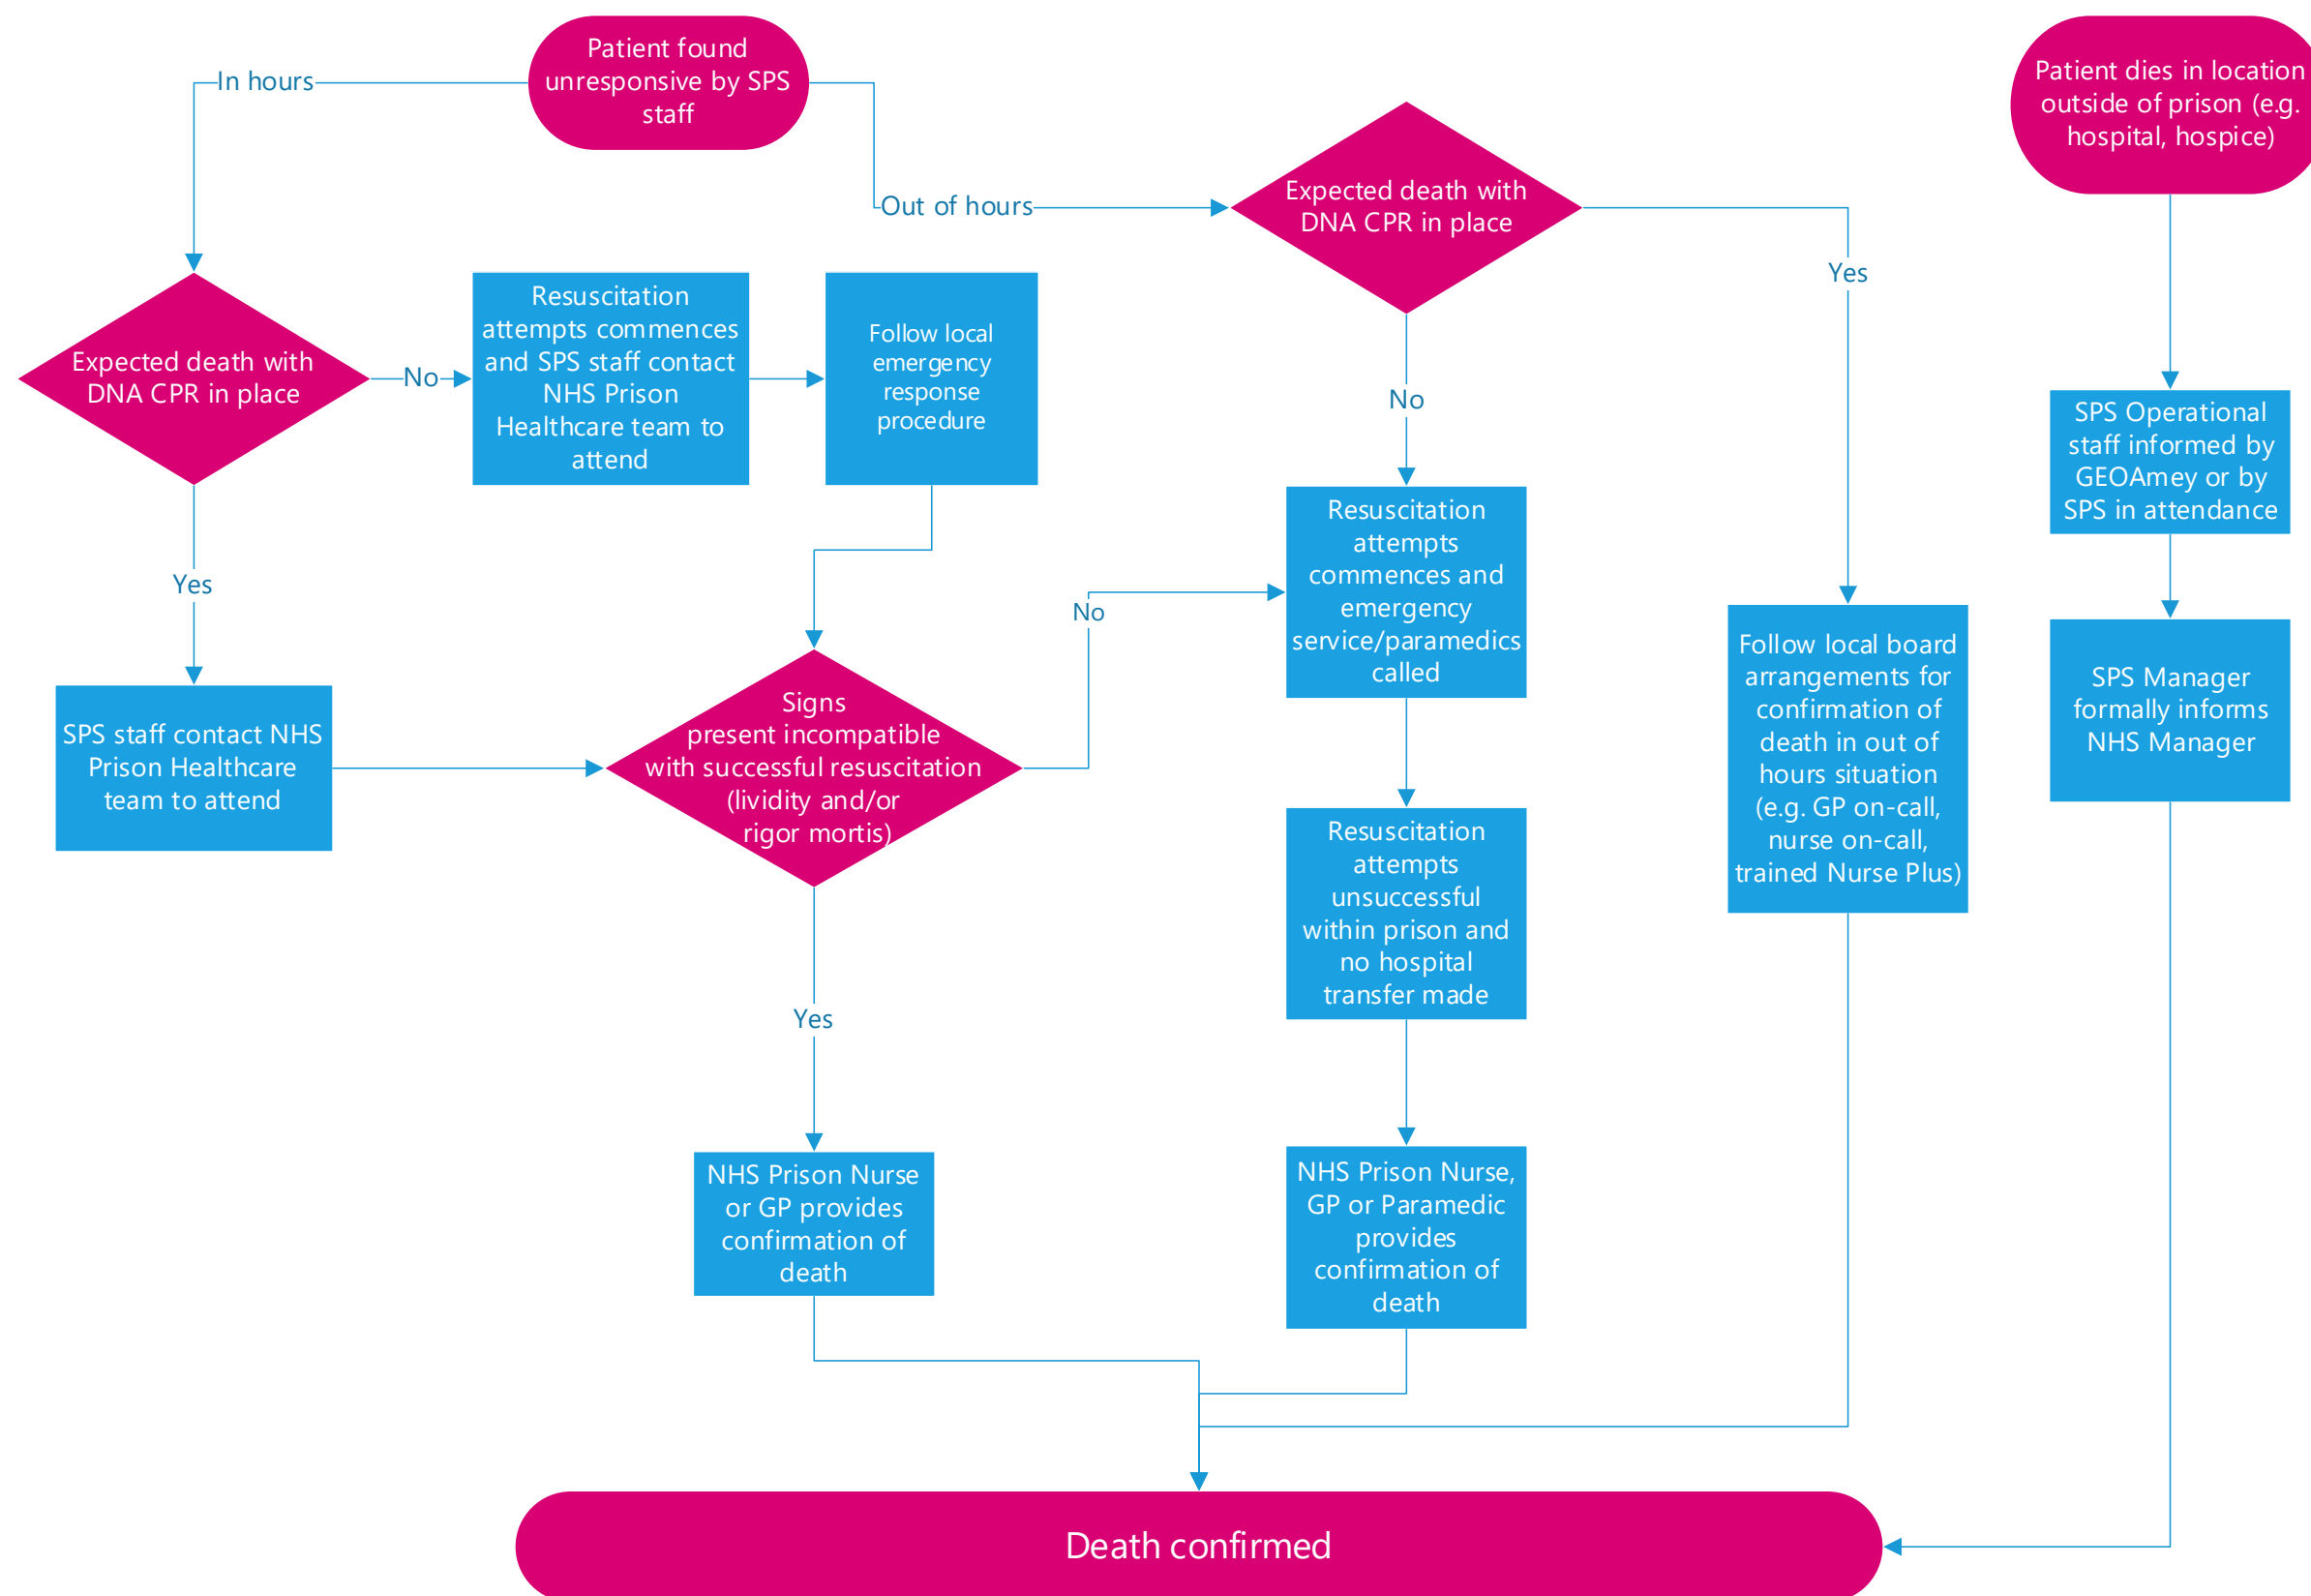 Patient found
unresponsive by SPS
staff
In hours
Out of hours
Expected death with
DNA CPR in place
No
Resuscitation
attempts commences
and SPS staff contact
NHS Prison
Healthcare team to
attend
Follow local
emergency
response
procedure
Yes
SPS staff contact NHS
Prison Healthcare
team to attend
Signs
present incompatible
with successful resuscitation
(lividity and/or
rigor mortis)
No
Yes
NHS Prison Nurse
or GP provides
confirmation of
death
Expected death with
DNA CPR in place
No
Yes
Resuscitation
attempts
commences and
emergency
service/paramedics
called
Resuscitation
attempts
unsuccessful
within prison and
no hospital
transfer made
NHS Prison Nurse,
GP or Paramedic
provides
confirmation of
death
Follow local board
arrangements for
confirmation of
death in out of
hours situation
(e.g. GP on-call,
nurse on-call,
trained Nurse Plus)
Patient dies in location
outside of prison (e.g.
hospital, hospice)
SPS Operational
staff informed by
GEOAmey or by
SPS in attendance
SPS Manager
formally informs
NHS Manager
Death confirmed